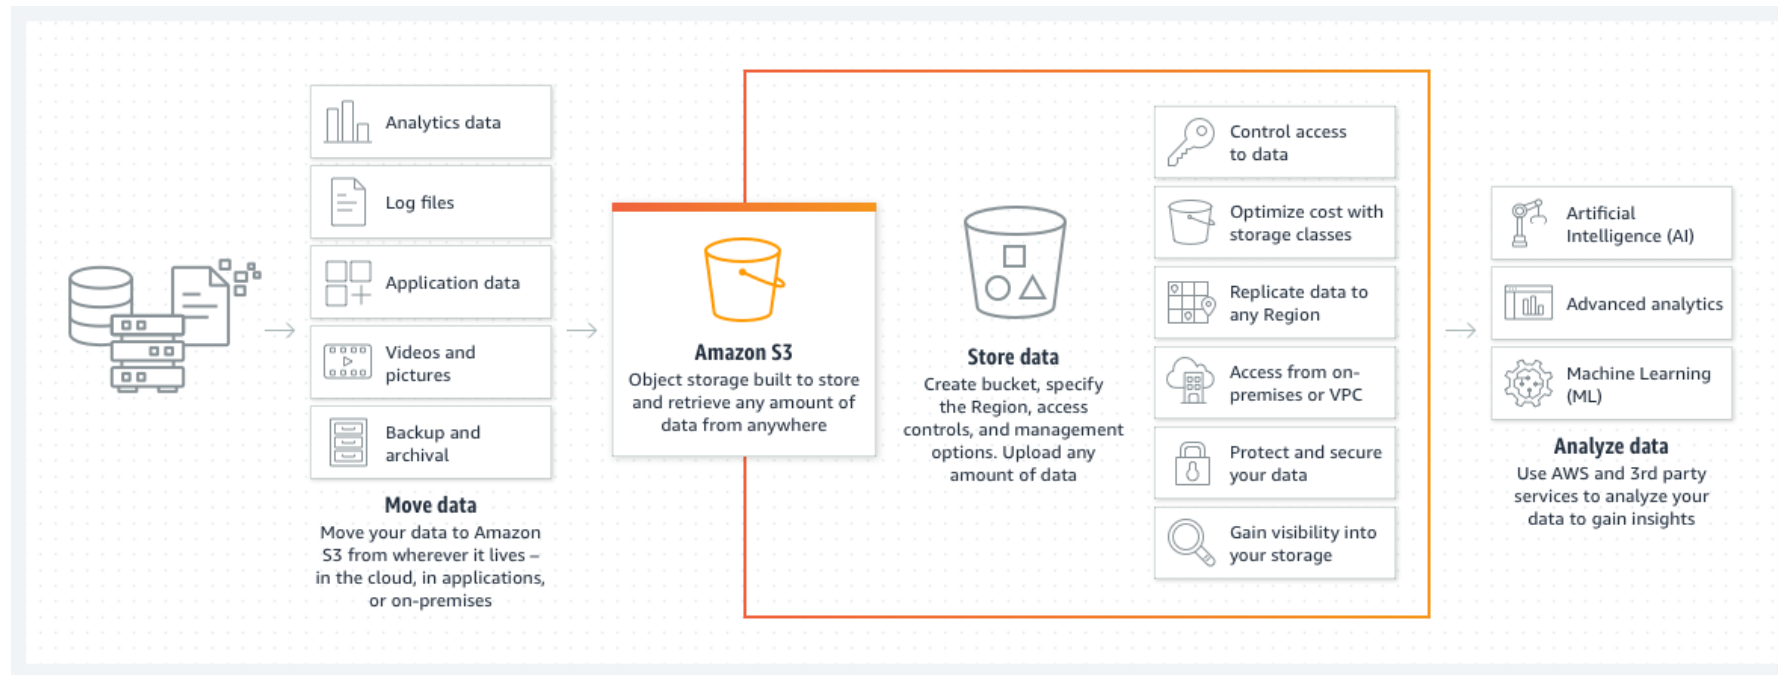 Analytics data
Log files
Application data
Videos and
pictures
Backup and
archival
Move data
Move your data to Amazon
S3 from wherever it lives –
in the cloud, in applications,
or on-premises
Amazon S3
Object storage built to store
and retrieve any amount of
data from anywhere
Store data
Create bucket, specify
the Region, access
controls, and management
options. Upload any
amount of data
Control access
to data
Optimize cost with
storage classes
Replicate data to
any Region
Access from on-
premises or VPC
Protect and secure
your data
Gain visibility into
your storage
Artificial
Intelligence (AI)
Advanced analytics
Machine Learning
(ML)
Analyze data
Use AWS and 3rd party
services to analyze your
data to gain insights